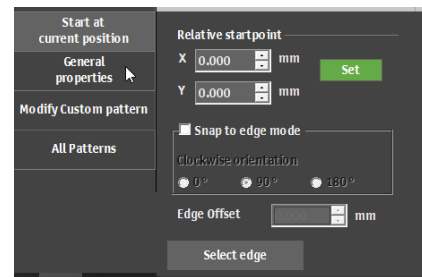 Start at
current position
General
properties
Modify Custom pattern
All Patterns
Relative startpoint
X 0.000 mm
Set
Y 0.000 mm
Snap to edge mode
Clockwise orientation
0° 90° 180°
Edge Offset 0.000 mm
Select edge